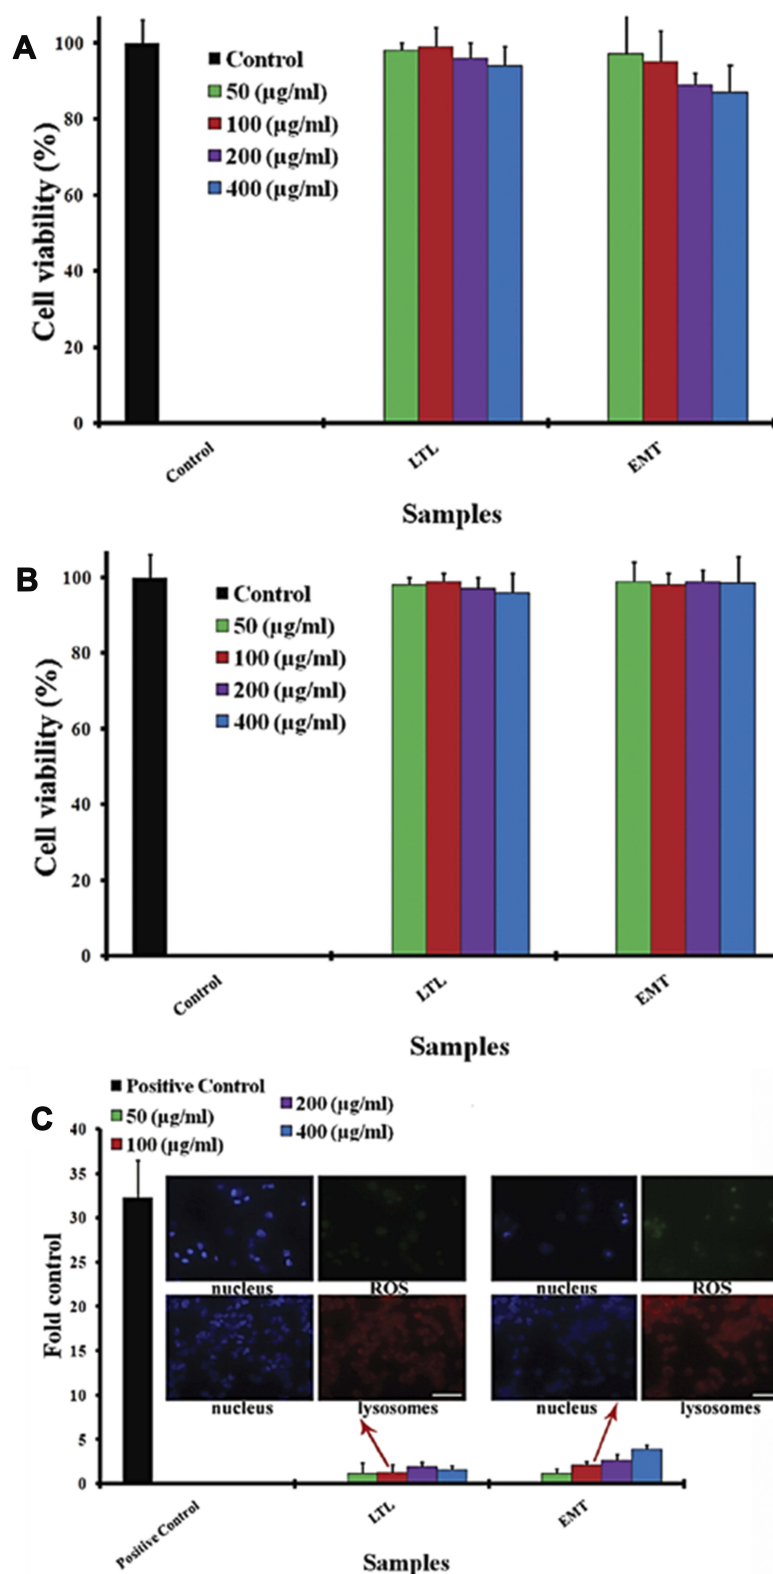 A
100
80
60
40
20
0
Cell viability (%)
Control
50 (µg/ml)
100 (µg/ml)
200 (µg/ml)
400 (µg/ml)
Control
LTL
EMT
Samples
B
100
80
60
40
20
0
Cell viability (%)
Control
50 (µg/ml)
100 (µg/ml)
200 (µg/ml)
400 (µg/ml)
Control
LTL
EMT
Samples
C
Positive Control
50 (µg/ml)
100 (µg/ml)
200 (µg/ml)
400 (µg/ml)
40
35
30
25
20
15
10
5
0
Fold control
nucleus
ROS
nucleus
ROS
nucleus
lysosomes
nucleus
lysosomes
Positive Control
LTL
EMT
Samples